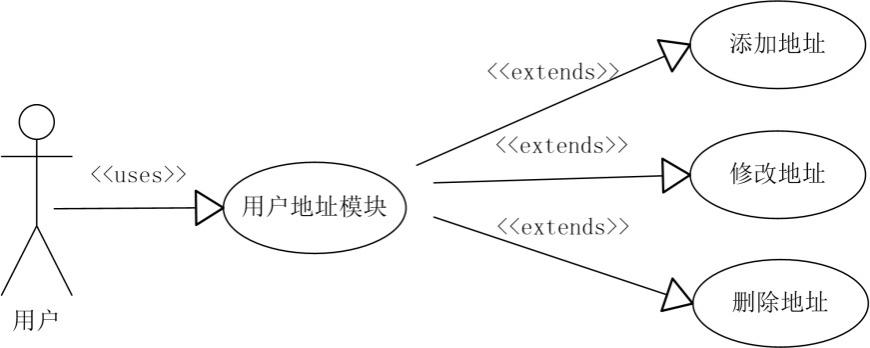 添加地址
<<extends>>
<<extends>>
修改地址
<<uses>>
用户地址模块
<<extends>>
删除地址
用户